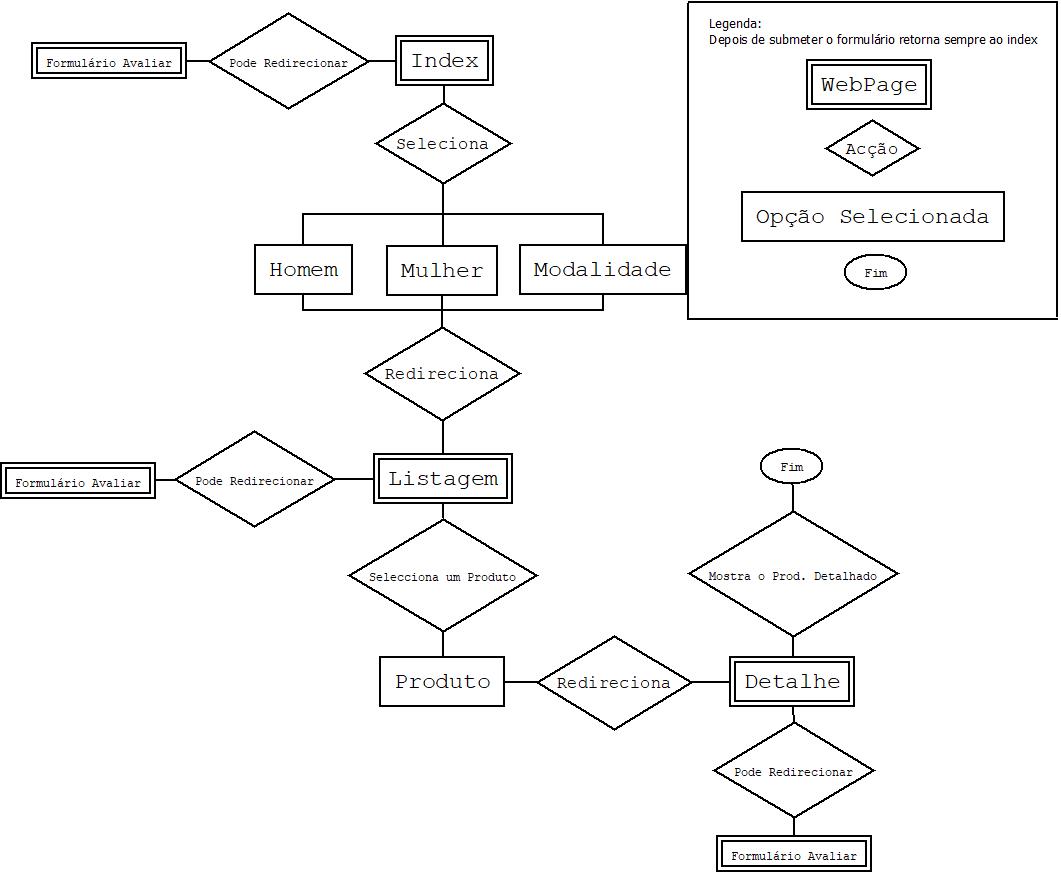 Formulário Avaliar
Pode Redirecionar
Index
Seleciona
Homem
Mulher
Modalidade
Redireciona
Formulário Avaliar
Pode Redirecionar
Listagem
Selecciona um Produto
Produto
Redireciona
Detalhe
Mostra o Prod. Detalhado
Fim
Pode Redirecionar
Formulário Avaliar
Legenda:
Depois de submeter o formulário retorna sempre ao index
WebPage
Acção
Opção Selecionada
Fim